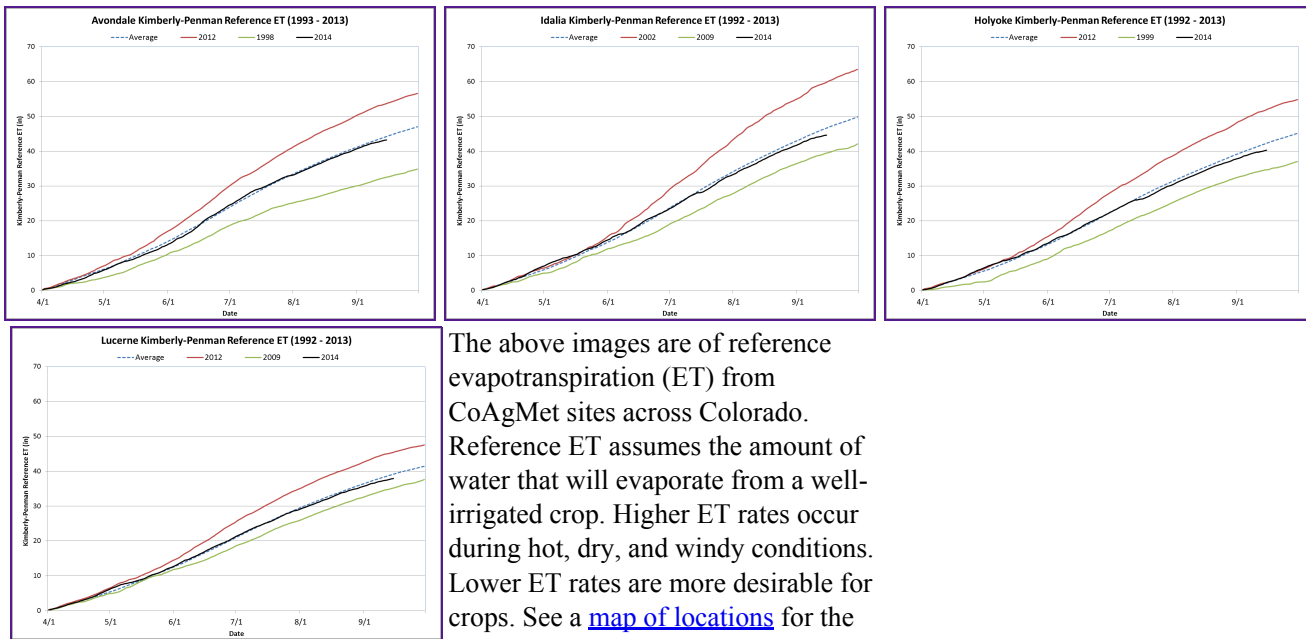 Avondale Kimberly-Penman Reference ET (1993 - 2013)
Average 2012 1998 2014
Kimberly-Penman Reference ET (in)
70
60
50
40
30
20
10
0
4/1 5/1 6/1 7/1 8/1 9/1
Date
Idalia Kimberly-Penman Reference ET (1992 - 2013)
Average 2002 2009 2014
Kimberly-Penman Reference ET (in)
70
60
50
40
30
20
10
0
4/1 5/1 6/1 7/1 8/1 9/1
Date
Holyoke Kimberly-Penman Reference ET (1992 - 2013)
Average 2012 1999 2014
Kimberly-Penman Reference ET (in)
70
60
50
40
30
20
10
0
4/1 5/1 6/1 7/1 8/1 9/1
Date
Lucerne Kimberly-Penman Reference ET (1992 - 2013)
Average 2012 2009 2014
Kimberly-Penman Reference ET (in)
70
60
50
40
30
20
10
0
4/1 5/1 6/1 7/1 8/1 9/1
Date
The above images are of reference
evapotranspiration (ET) from
CoAgMet sites across Colorado.
Reference ET assumes the amount of
water that will evaporate from a well-
irrigated crop. Higher ET rates occur
during hot, dry, and windy conditions.
Lower ET rates are more desirable for
crops. See a map of locations for the